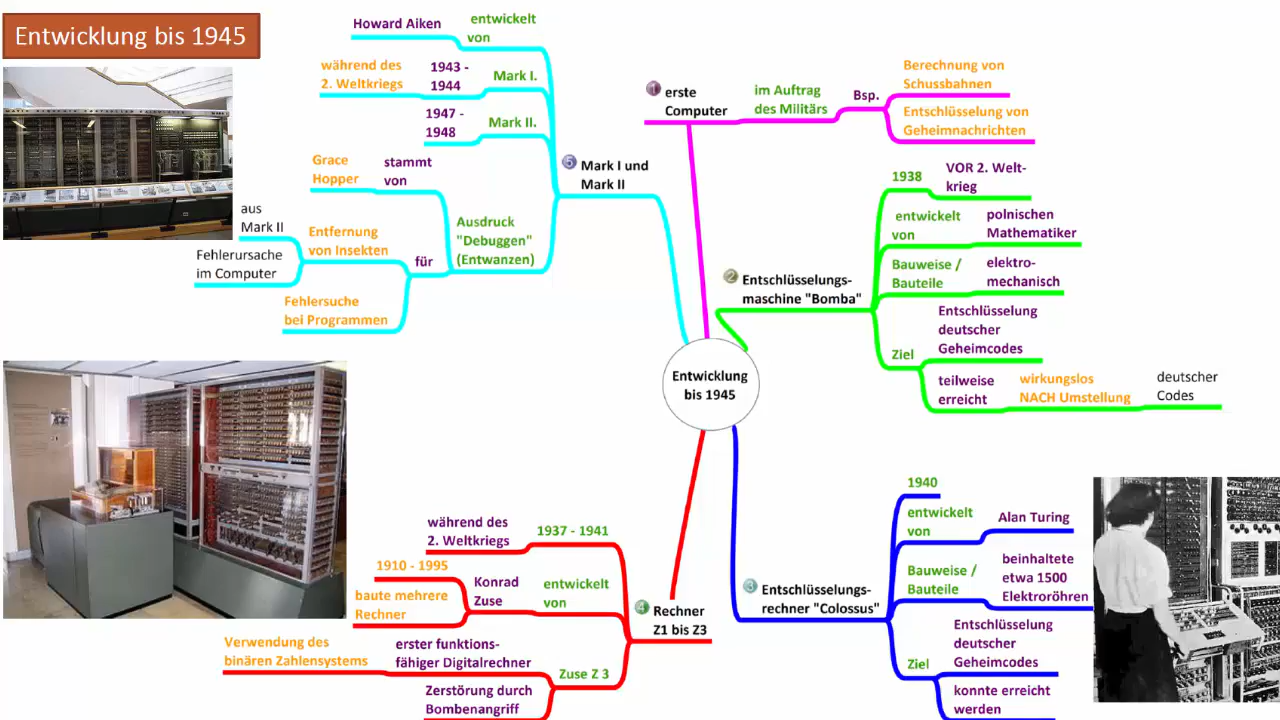 Entwicklung bis 1945
Entwicklung
bis 1945
1 erste
Computer
im Auftrag
des Militärs
Bsp.
Berechnung von
Schussbahnen
Entschlüsselung von
Geheimnachrichten
2 Entschlüsselungs-
maschine "Bomba"
1938
VOR 2. Welt-
krieg
entwickelt
von
polnischen
Mathematiker
Bauweise /
Bauteile
elektro-
mechanisch
Ziel
Entschlüsselung
deutscher
Geheimcodes
teilweise
erreicht
wirkungslos
NACH Umstellung
deutscher
Codes
3 Entschlüsselungs-
rechner "Colossus"
1940
entwickelt
von
Alan Turing
Bauweise /
Bauteile
beinhaltete
etwa 1500
Elektroröhren
Ziel
Entschlüsselung
deutscher
Geheimcodes
konnte erreicht
werden
4 Rechner
Z1 bis Z3
1937 - 1941
während des
2. Weltkriegs
entwickelt
von
Konrad
Zuse
1910 - 1995
baute mehrere
Rechner
Zuse Z 3
erster funktions-
fähiger Digitalrechner
Verwendung des
binären Zahlensystems
Zerstörung durch
Bombenangriff
5 Mark I und
Mark II
entwickelt
von
Howard Aiken
Mark I.
1943 -
1944
während des
2. Weltkriegs
Mark II.
1947 -
1948
Ausdruck
"Debuggen"
(Entwanzen)
stammt
von
Grace
Hopper
für
Entfernung
von Insekten
aus
Mark II
Fehlerursache
im Computer
Fehlersuche
bei Programmen